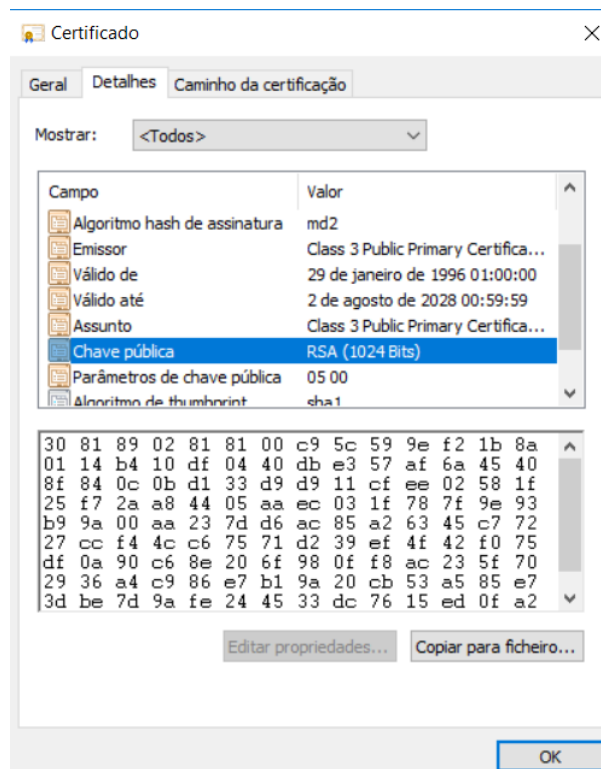 Certificado
Geral Detalhes Caminho da certificação
Mostrar: <Todos>
Campo Valor
Algoritmo hash de assinatura md2
Emissor Class 3 Public Primary Certifica...
Válido de 29 de janeiro de 1996 01:00:00
Válido até 2 de agosto de 2028 00:59:59
Assunto Class 3 Public Primary Certifica...
Chave pública RSA (1024 Bits)
Parâmetros de chave pública 05 00
Algoritmo de thumbprint sha1
30 81 89 02 81 81 00 c9 5c 59 9e f2 1b 8a
01 14 b4 10 df 04 40 db e3 57 af 6a 45 40
8f 84 0c 0b d1 33 d9 d9 11 cf ee 02 58 1f
25 f7 2a a8 44 05 aa ec 03 1f 78 7f 9e 93
b9 9a 00 aa 23 7d d6 ac 85 a2 63 45 c7 72
27 cc f4 4c c6 75 71 d2 39 ef 4f 42 f0 75
df 0a 90 c6 8e 20 6f 98 0f f8 ac 23 5f 70
29 36 a4 c9 86 e7 b1 9a 20 cb 53 a5 85 e7
3d be 7d 9a fe 24 45 33 dc 76 15 ed 0f a2
Editar propriedades... Copiar para ficheiro...
OK